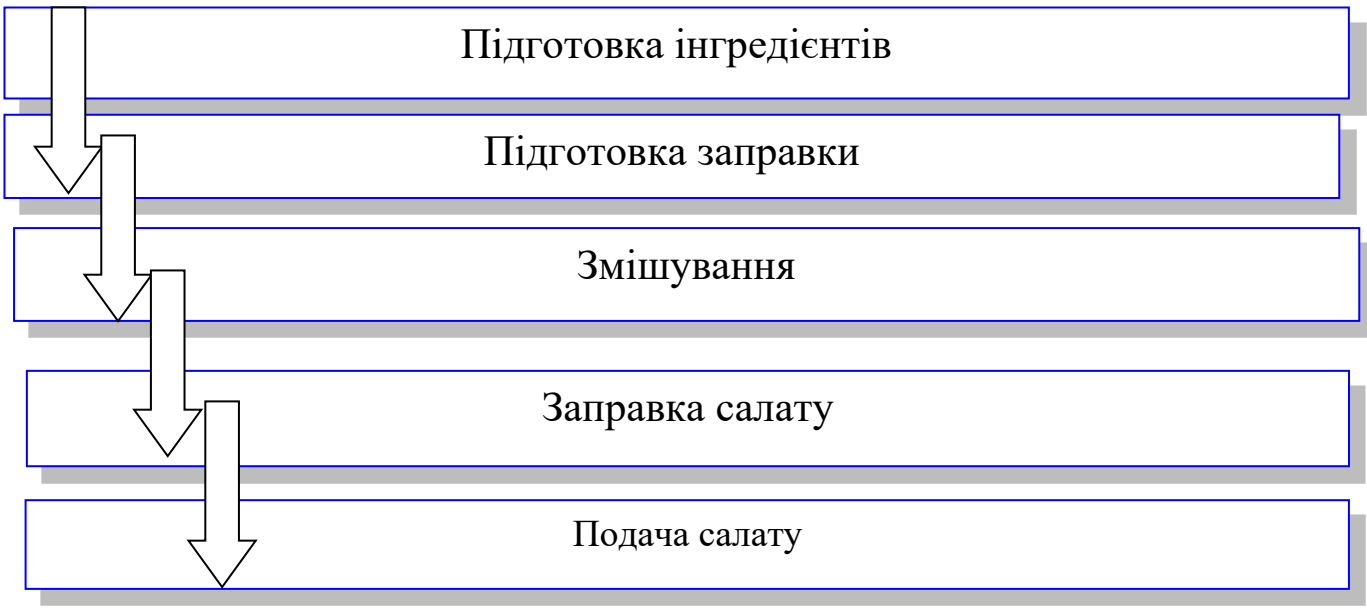 Підготовка інгредієнтів
Підготовка заправки
Змішування
Заправка салату
Подача салату